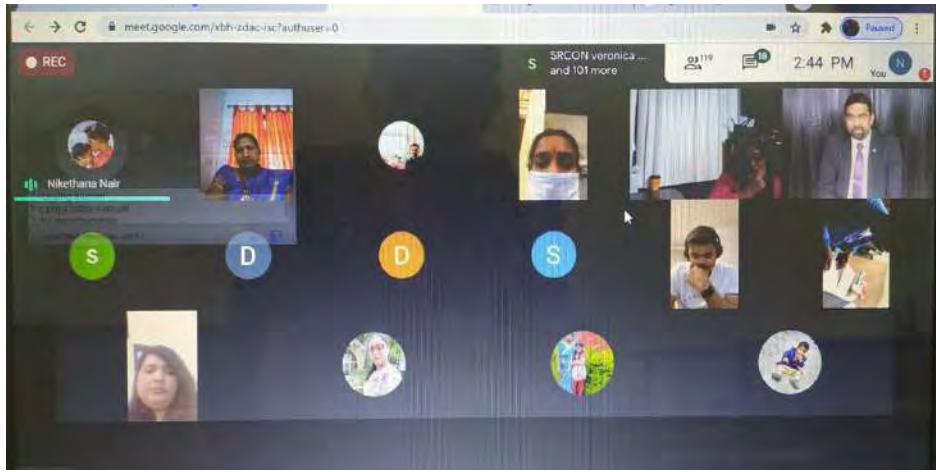 meet.google.com/xbh-zdac-isc?authuser=0
Paused
REC
S
SRCON veronica ...
and 101 more
119
18
2:44 PM
You
N
Nikethana Nair
S
D
D
S